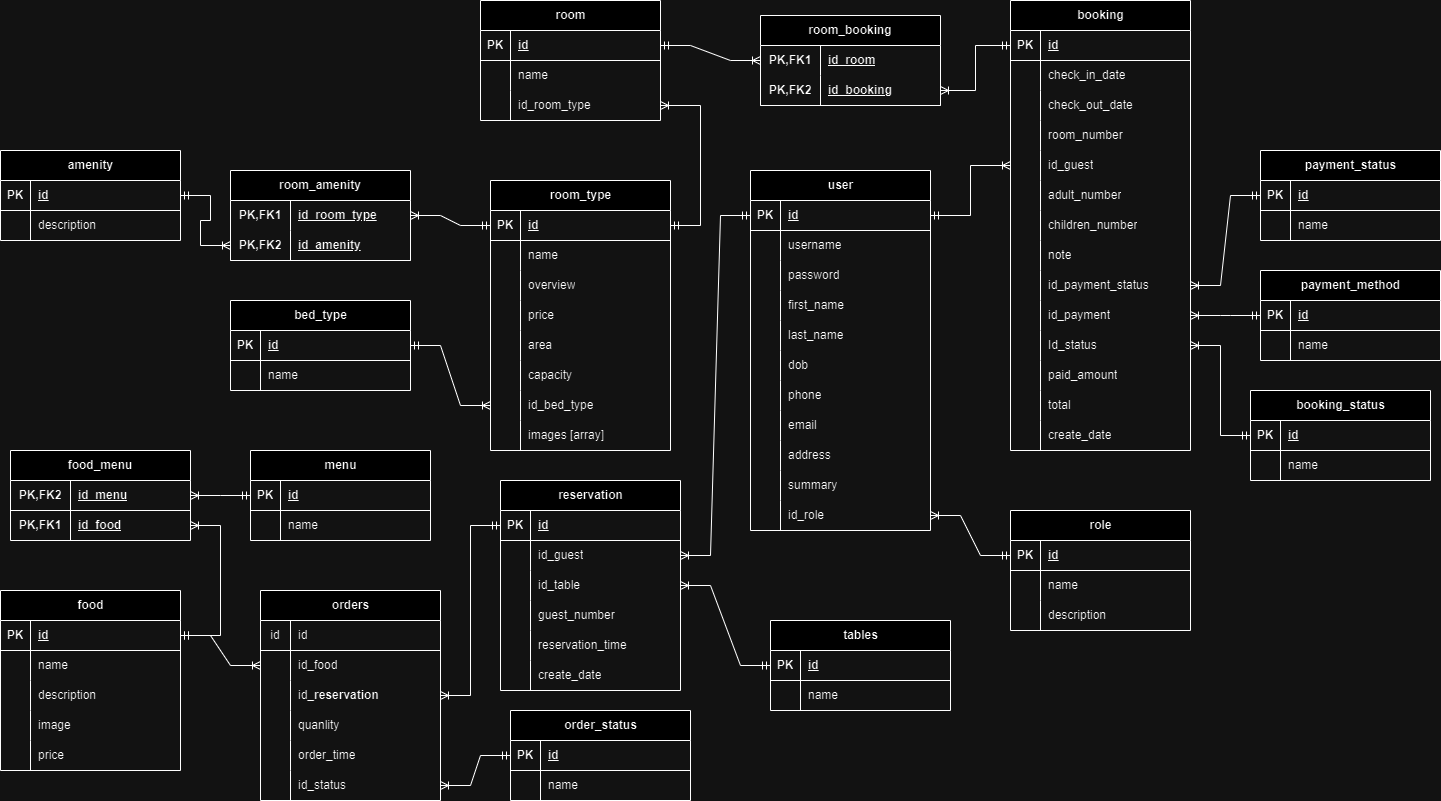 room
PK id
name
id_room_type
room_booking
PK,FK1 id_room
PK,FK2 id_booking
booking
PK id
check_in_date
check_out_date
room_number
id_guest
adult_number
children_number
note
id_payment_status
id_payment
Id_status
paid_amount
total
create_date
amenity
PK id
description
room_amenity
PK,FK1 id_room_type
PK,FK2 id_amenity
room_type
PK id
name
overview
price
area
capacity
id_bed_type
images [array]
user
PK id
username
password
first_name
last_name
dob
phone
email
address
summary
id_role
payment_status
PK id
name
payment_method
PK id
name
booking_status
PK id
name
bed_type
PK id
name
food_menu
PK,FK2 id_menu
PK,FK1 id_food
menu
PK id
name
reservation
PK id
id_guest
id_table
guest_number
reservation_time
create_date
role
PK id
name
description
food
PK id
name
description
image
price
orders
id id
id_food
id_reservation
quanlity
order_time
id_status
tables
PK id
name
order_status
PK id
name